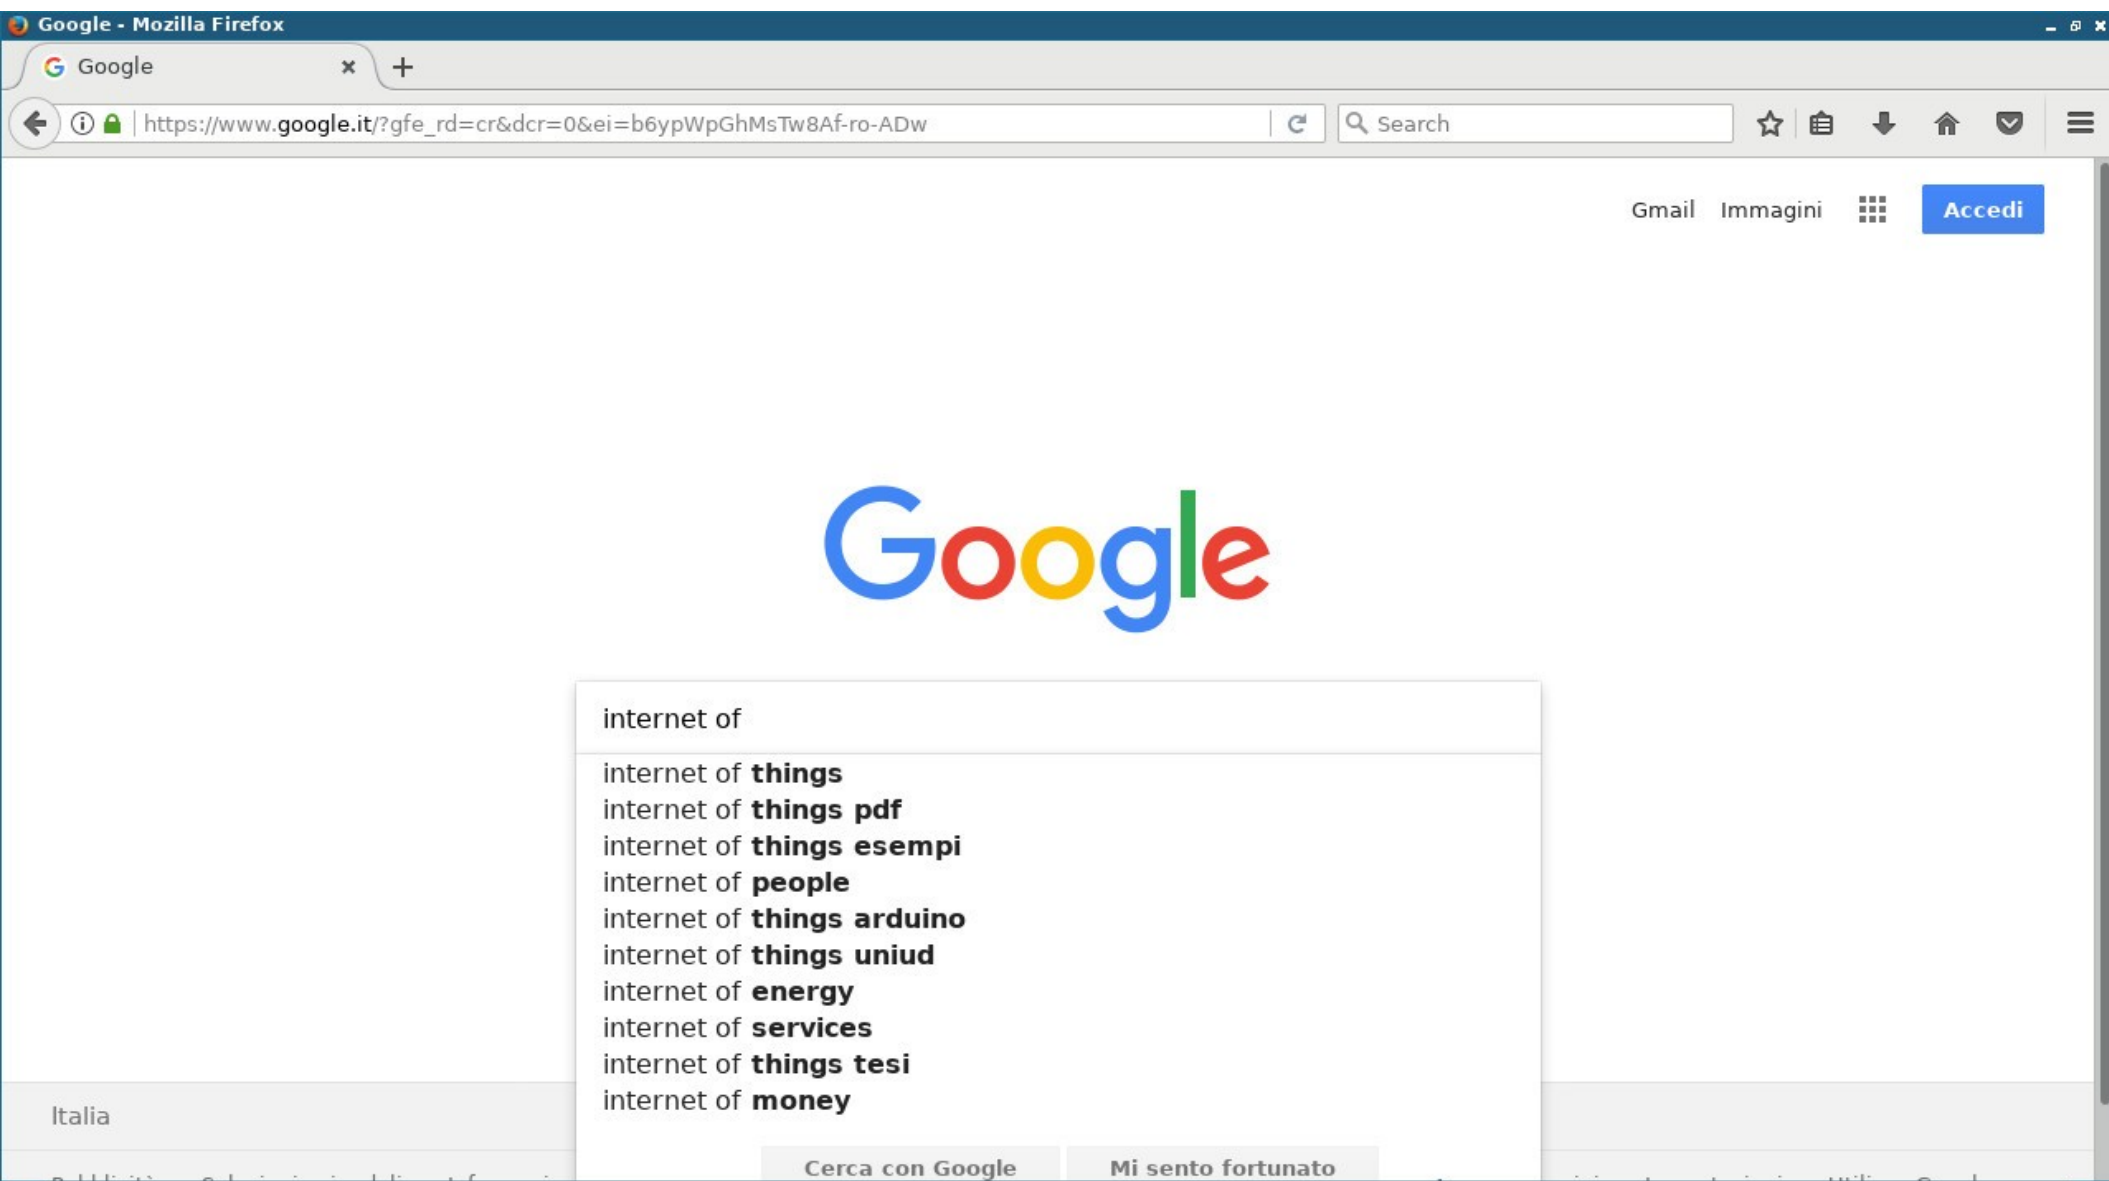 Google - Mozilla Firefox
Google
https://www.google.it/?gfe_rd=cr&dcr=0&ei=b6ypWpGhMsTw8Af-ro-ADw
Search
Gmail Immagini Accedi
Google
internet of
internet of things
internet of things pdf
internet of things esempi
internet of people
internet of things arduino
internet of things uniud
internet of energy
internet of services
internet of things tesi
internet of money
Italia
Cerca con Google Mi sento fortunato